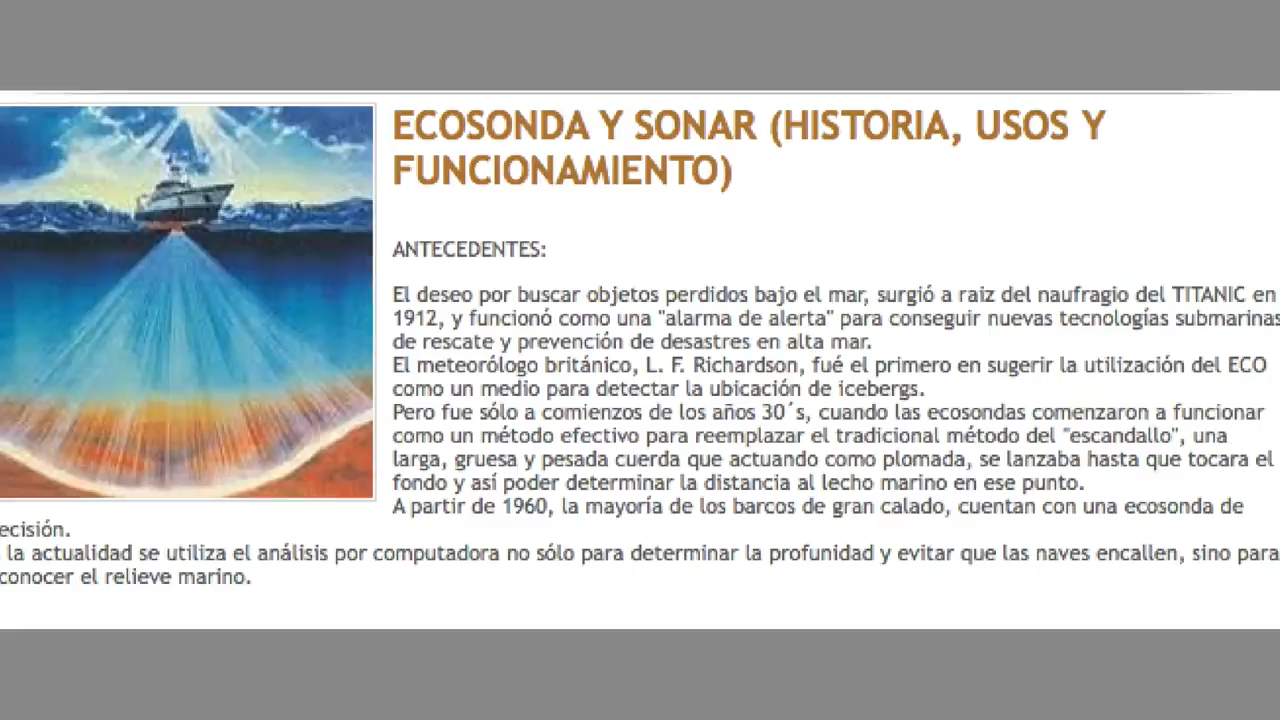 ECOSONDA Y SONAR (HISTORIA, USOS Y
FUNCIONAMIENTO)
ANTECEDENTES:
El deseo por buscar objetos perdidos bajo el mar, surgió a raiz del naufragio del TITANIC en
1912, y funcionó como una "alarma de alerta" para conseguir nuevas tecnologías submarinas
de rescate y prevención de desastres en alta mar.
El meteorólogo británico, L. F. Richardson, fué el primero en sugerir la utilización del ECO
como un medio para detectar la ubicación de icebergs.
Pero fue sólo a comienzos de los años 30´s, cuando las ecosondas comenzaron a funcionar
como un método efectivo para reemplazar el tradicional método del "escandallo", una
larga, gruesa y pesada cuerda que actuando como plomada, se lanzaba hasta que tocara el
fondo y así poder determinar la distancia al lecho marino en ese punto.
A partir de 1960, la mayoría de los barcos de gran calado, cuentan con una ecosonda de
ecisión.
la actualidad se utiliza el análisis por computadora no sólo para determinar la profundidad y evitar que las naves encallen, sino para
conocer el relieve marino.